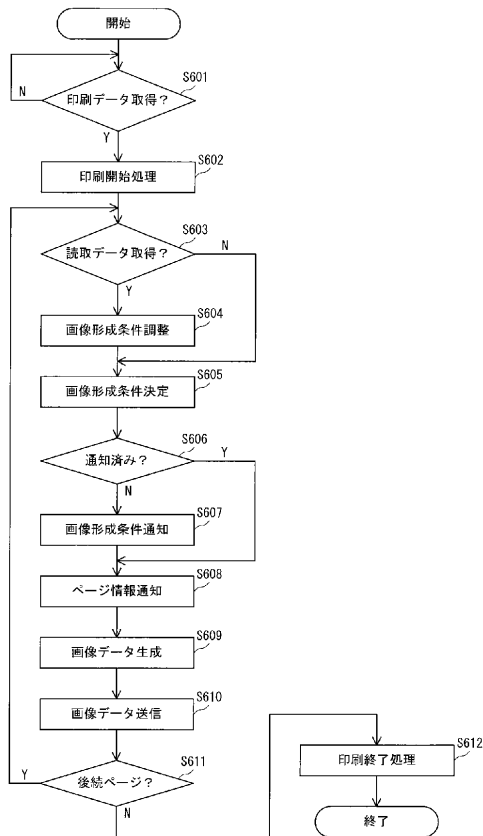 開始
S601
印刷データ取得?
N
Y
S602
印刷開始処理
S603
読取データ取得?
N
Y
S604
画像形成条件調整
S605
画像形成条件決定
S606
通知済み?
Y
N
S607
画像形成条件通知
S608
ページ情報通知
S609
画像データ生成
S610
画像データ送信
S611
後続ページ?
Y
N
S612
印刷終了処理
終了